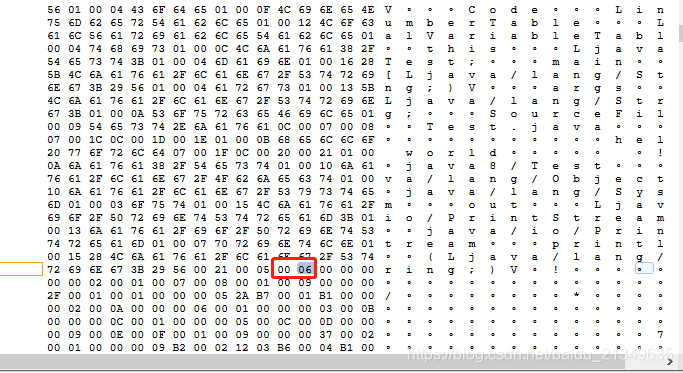 56 01 00 04 43 6F 64 65 01 00 0F 4C 69 6E 65 4E V ° ° ° C o d e ° ° ° L i n
75 6D 62 65 72 54 61 62 6C 65 01 00 12 4C 6F 63 u m b e r T a b l e ° ° ° L
61 6C 56 61 72 69 61 62 6C 65 54 61 62 6C 65 01 a l V a r i a b l e T a b l
00 04 74 68 69 73 01 00 0C 4C 6A 61 76 61 38 2F ° ° t h i s ° ° ° L j a v a
54 65 73 74 3B 01 00 04 6D 61 69 6E 01 00 16 28 T e s t ; ° ° ° m a i n ° °
5B 4C 6A 61 76 61 2F 6C 61 6E 67 2F 53 74 72 69 [ L j a v a / l a n g / S t
6E 67 3B 29 56 01 00 04 61 72 67 73 01 00 13 5B n g ; ) V ° ° ° a r g s ° °
4C 6A 61 76 61 2F 6C 61 6E 67 2F 53 74 72 69 6E L j a v a / l a n g / S t r
67 3B 01 00 0A 53 6F 75 72 63 65 46 69 6C 65 01 g ; ° ° ° S o u r c e F i l
00 09 54 65 73 74 2E 6A 61 76 61 0C 00 07 00 08 ° ° T e s t . j a v a ° ° °
07 00 1C 0C 00 1D 00 1E 01 00 0B 68 65 6C 6C 6F ° ° ° ° ° ° ° ° ° ° ° h e l
20 77 6F 72 6C 64 07 00 1F 0C 00 20 00 21 01 00 w o r l d ° ° ° ° ° ° !
0A 6A 61 76 61 38 2F 54 65 73 74 01 00 10 6A 61 ° j a v a 8 / T e s t ° ° °
76 61 2F 6C 61 6E 67 2F 4F 62 6A 65 63 74 01 00 v a / l a n g / O b j e c t
10 6A 61 76 61 2F 6C 61 6E 67 2F 53 79 73 74 65 ° j a v a / l a n g / S y s
6D 01 00 03 6F 75 74 01 00 15 4C 6A 61 76 61 2F m ° ° ° o u t ° ° ° L j a v
69 6F 2F 50 72 69 6E 74 53 74 72 65 61 6D 3B 01 i o / P r i n t S t r e a m
00 13 6A 61 76 61 2F 69 6F 2F 50 72 69 6E 74 53 ° ° j a v a / i o / P r i n
74 72 65 61 6D 01 00 07 70 72 69 6E 74 6C 6E 01 t r e a m ° ° ° p r i n t l
00 15 28 4C 6A 61 76 61 2F 6C 61 6E 67 2F 53 74 ° ° ( L j a v a / l a n g /
72 69 6E 67 3B 29 56 00 21 00 05 00 06 00 00 00 r i n g ; ) V ° ! ° ° ° ° °
00 00 02 00 01 00 07 00 08 00 01 00 09 00 00 00 ° ° ° ° ° ° ° ° ° ° ° ° ° °
2F 00 01 00 01 00 00 00 05 2A B7 00 01 B1 00 00 / ° ° ° ° ° ° ° ° * ° ° ° °
00 02 00 0A 00 00 00 06 00 01 00 00 00 03 00 0B ° ° ° ° ° ° ° ° ° ° ° ° ° °
00 00 00 0C 00 01 00 00 00 05 00 0C 00 0D 00 00 ° ° ° ° ° ° ° ° ° ° ° ° ° °
00 09 00 0E 00 0F 00 01 00 09 00 00 00 37 00 02 ° ° ° ° ° ° ° ° ° ° ° ° ° 7
00 01 00 00 00 09 B2 00 02 12 03 B6 00 04 B1 00 ° ° ° ° ° ° ° ° ° ° ° ° ° °
https://blog.csdn.net/baidu_21349635